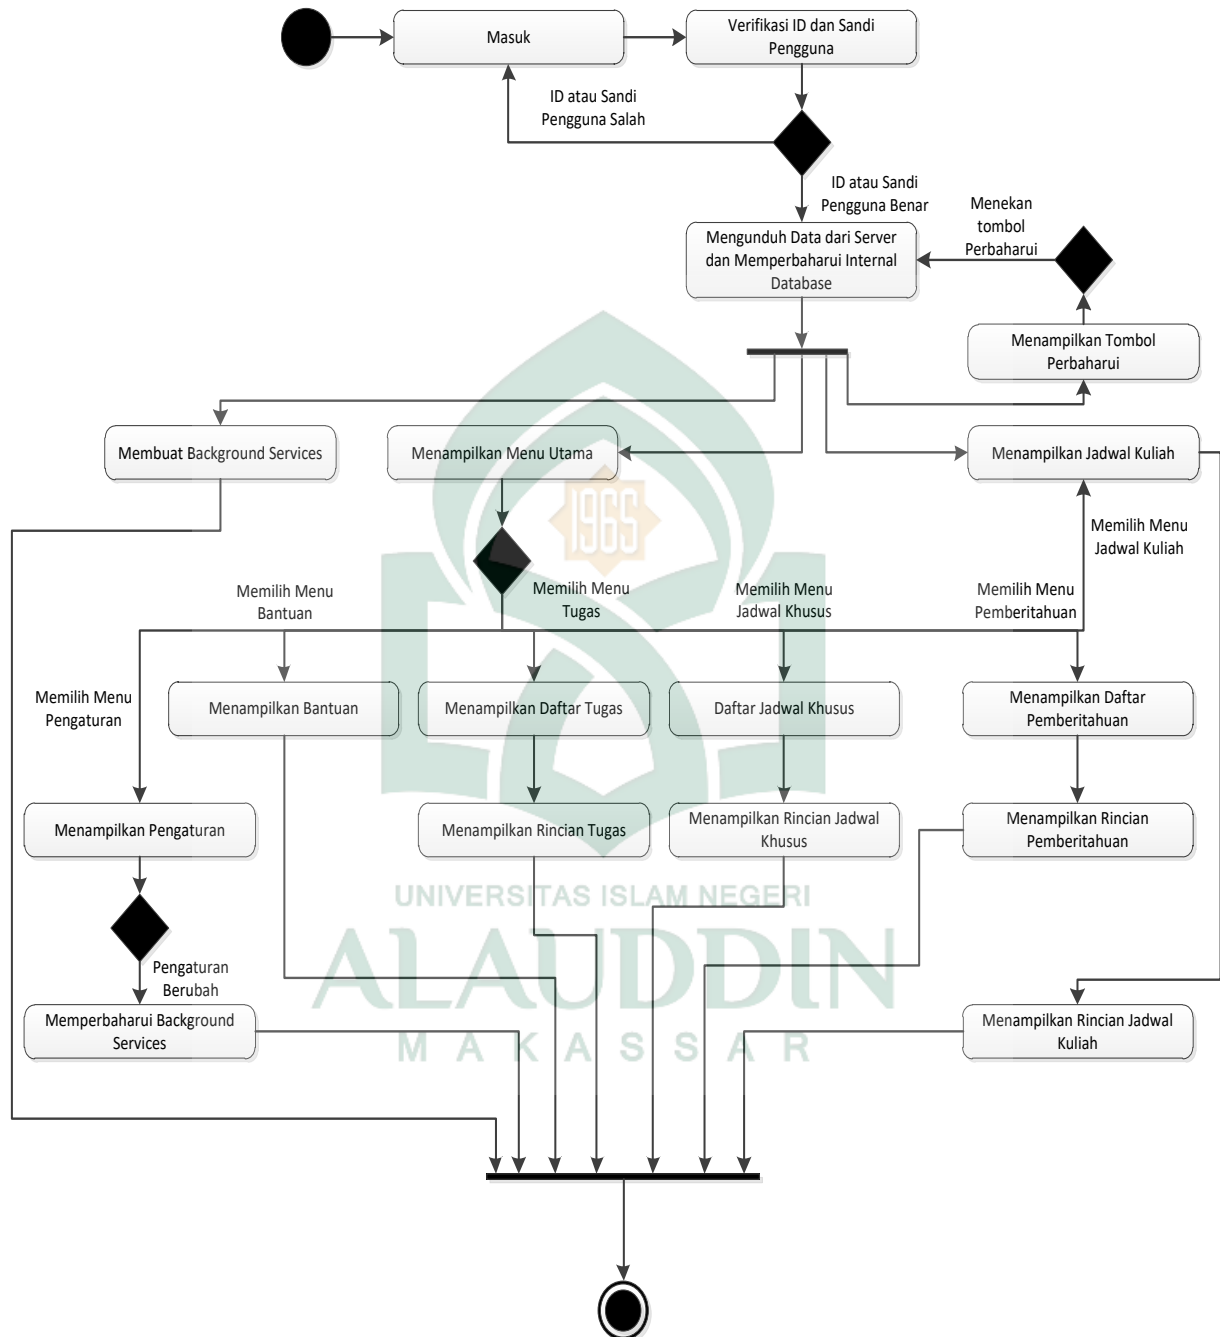 Masuk
Verifikasi ID dan Sandi
Pengguna
ID atau Sandi
Pengguna Salah
ID atau Sandi
Pengguna Benar
Menekan
tombol
Perbaharui
Mengunduh Data dari Server
dan Memperbaharui Internal
Database
Menampilkan Tombol
Perbaharui
Membuat Background Services
Menampilkan Menu Utama
Menampilkan Jadwal Kuliah
1965
Memilih Menu
Jadwal Kuliah
Memilih Menu
Bantuan
Memilih Menu
Tugas
Memilih Menu
Jadwal Khusus
Memilih Menu
Pemberitahuan
Memilih Menu
Pengaturan
Menampilkan Bantuan
Menampilkan Daftar Tugas
Daftar Jadwal Khusus
Menampilkan Daftar
Pemberitahuan
Menampilkan Pengaturan
Menampilkan Rincian Tugas
Menampilkan Rincian Jadwal
Khusus
Menampilkan Rincian
Pemberitahuan
UNIVERSITAS ISLAM NEGERI
ALAUDDIN
MAKASSAR
Pengaturan
Berubah
Memperbaharui Background
Services
Menampilkan Rincian Jadwal
Kuliah